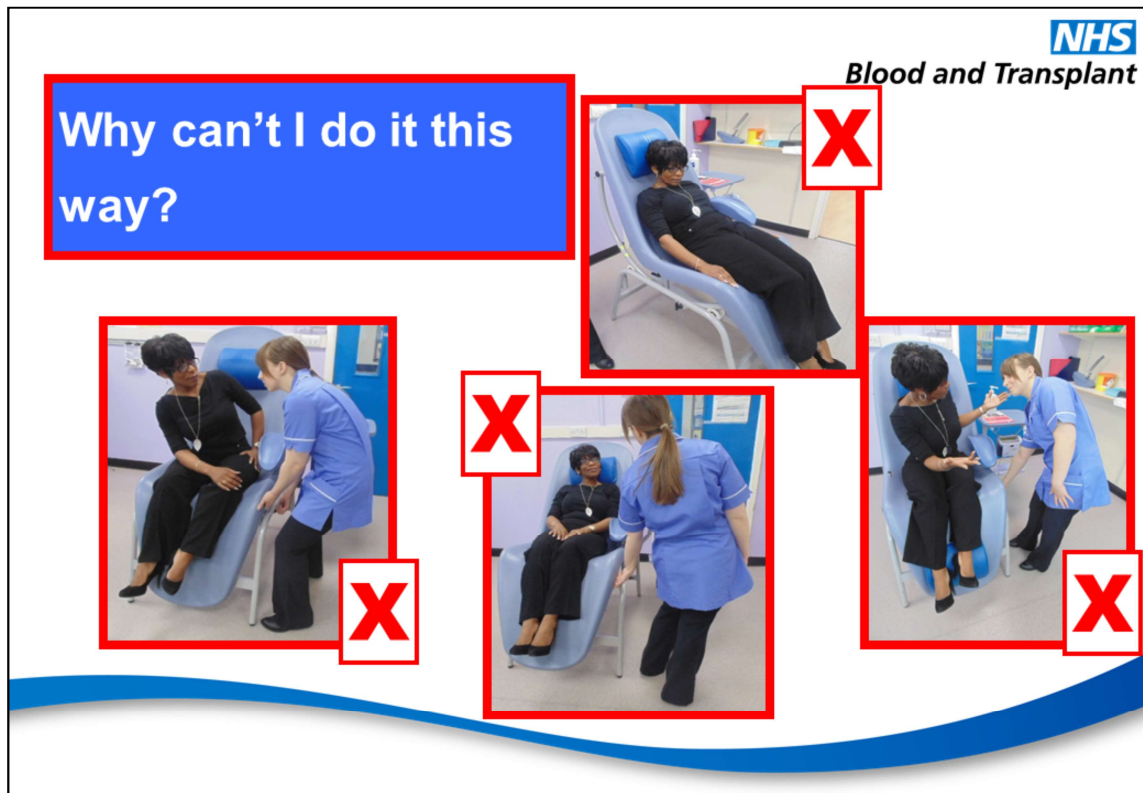 NHS
Blood and Transplant
Why can't I do it this
way?
X
X
X
X